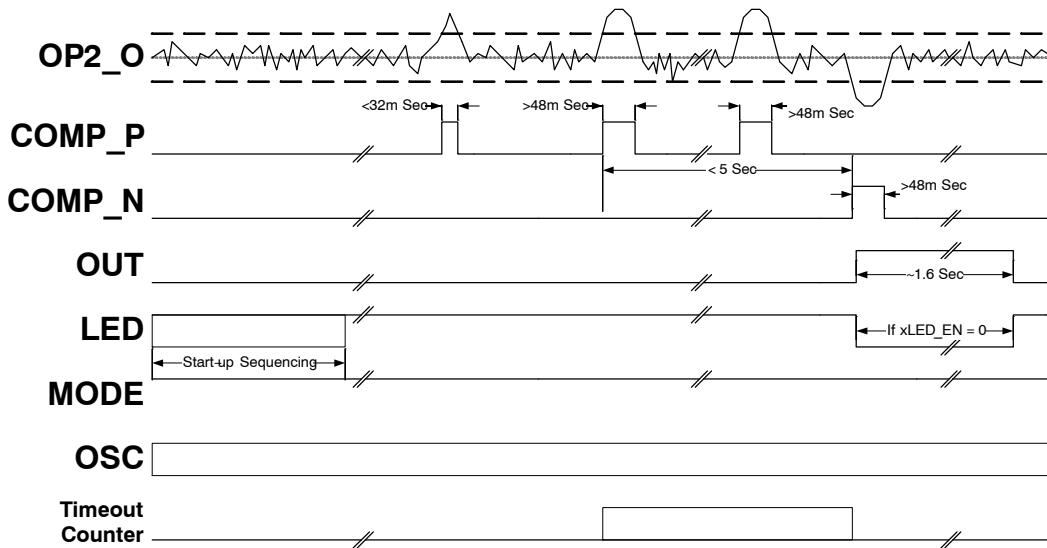 OP2_O
<32m Sec
>48m Sec
>48m Sec
COMP_P
< 5 Sec
COMP_N
>48m Sec
OUT
~1.6 Sec
LED
If xLED_EN = 0
Start-up Sequencing
MODE
OSC
Timeout
Counter